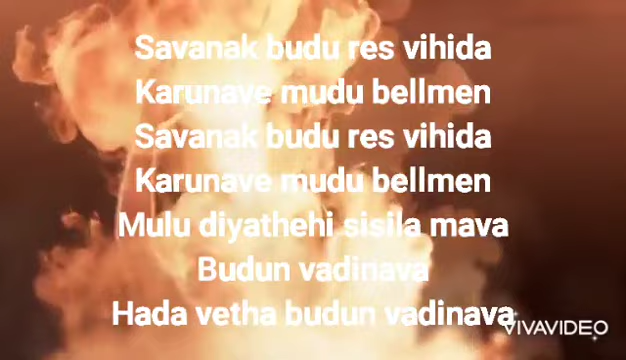 Savanak budu res vihida
Karunave mudu bellmen
Savanak budu res vihida
Karunave mudu bellmen
Mulu diyathehi sisila mava
Budun vadinava
Hada vetha budun vadinava
VIVAVIDEO